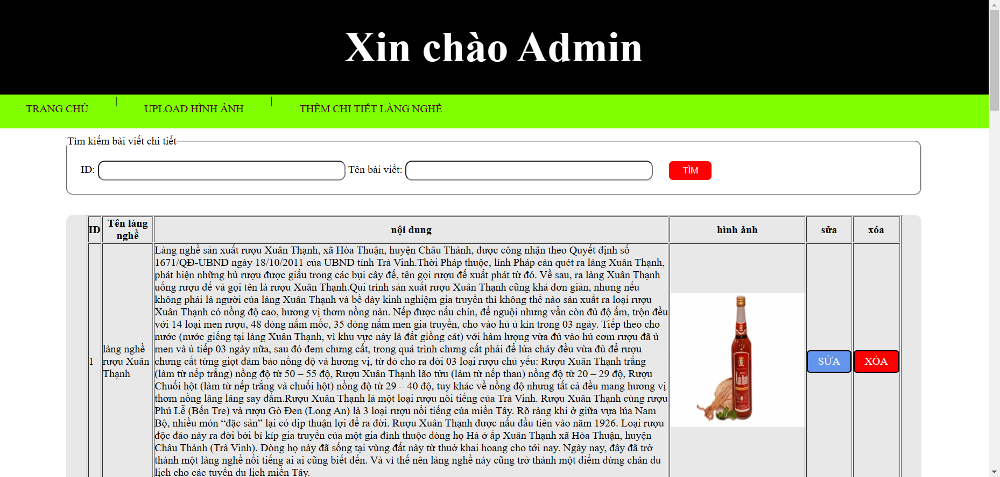 Xin chào Admin
TRANG CHỦ
UPLOAD HÌNH ẢNH
THÊM CHI TIẾT LÀNG NGHỀ
Tìm kiếm bài viết chi tiết
ID:
Tên bài viết:
TÌM
ID
Tên làng
nghề
nội dung
hình ảnh
sửa
xóa
1
làng nghề
rượu Xuân
Thạnh
Làng nghề sản xuất rượu Xuân Thạnh, xã Hòa Thuận, huyện Châu Thành, được công nhận theo Quyết định số
1671/QĐ-UBND ngày 18/10/2011 của UBND tỉnh Trà Vinh.Thời Pháp thuộc, lính Pháp càn quét ra làng Xuân Thạnh,
phát hiện những hủ rượu được giấu trong các bụi cây đế, tên gọi rượu đế xuất phát từ đó. Về sau, ra làng Xuân Thạnh
uống rượu đế và gọi tên là rượu Xuân Thạnh.Qui trình sản xuất rượu Xuân Thạnh cũng khá đơn giản, nhưng nếu
không phải là người của làng Xuân Thạnh và bề dày kinh nghiệm gia truyền thì không thể nào sản xuất ra loại rượu
Xuân Thạnh có nồng độ cao, hương vị thơm nồng nàn. Nếp được nấu chín, để nguội nhưng vẫn còn đủ độ ấm, trộn đều
với 14 loại men rượu, 48 dòng nấm mốc, 35 dòng nấm men gia truyền, cho vào hủ ủ kín trong 03 ngày. Tiếp theo cho
nước (nước giếng tại làng Xuân Thạnh, vì khu vực này là đất giồng cát) với hàm lượng vừa đủ vào hủ cơm rượu đã ủ
men và ủ tiếp 03 ngày nữa, sau đó đem chưng cất, trong quá trình chưng cất phải để lửa cháy đều vừa đủ để rượu
chưng cất từng giọt đảm bảo nồng độ và hương vị, từ đó cho ra đời 03 loại rượu chủ yếu: Rượu Xuân Thạnh trắng
(làm từ nếp trắng) nồng độ từ 50 – 55 độ, Rượu Xuân Thạnh lão tửu (làm từ nếp than) nồng độ từ 20 – 29 độ, Rượu
Chuối hột (làm từ nếp trắng và chuối hột) nồng độ từ 29 – 40 độ, tuy khác về nồng độ nhưng tất cả đều mang hương vị
thơm nồng lâng lâng say đắm.Rượu Xuân Thạnh là một loại rượu nổi tiếng của Trà Vinh. Rượu Xuân Thạnh cùng rượu
Phú Lễ (Bến Tre) và rượu Gò Đen (Long An) là 3 loại rượu nổi tiếng của miền Tây. Rõ ràng khi ở giữa vựa lúa Nam
Bộ, nhiều món “đặc sản” lại có dịp thuận lợi để ra đời. Rượu Xuân Thạnh được nấu đầu tiên vào năm 1926. Loại rượu
độc đáo này ra đời bởi bí kíp gia truyền của một gia đình thuộc dòng họ Hà ở ấp Xuân Thạnh xã Hòa Thuận, huyện
Châu Thành (Trà Vinh). Dòng họ này đã sống tại vùng đất này từ thuở khai hoang cho tới nay. Ngày nay, đây đã trở
thành một làng nghề nổi tiếng ai ai cũng biết đến. Và vì thế nên làng nghề này cũng trở thành một điểm dừng chân du
lịch cho các tuyến du lịch miền Tây.
Xuân Thạnh
SỬA
XÓA